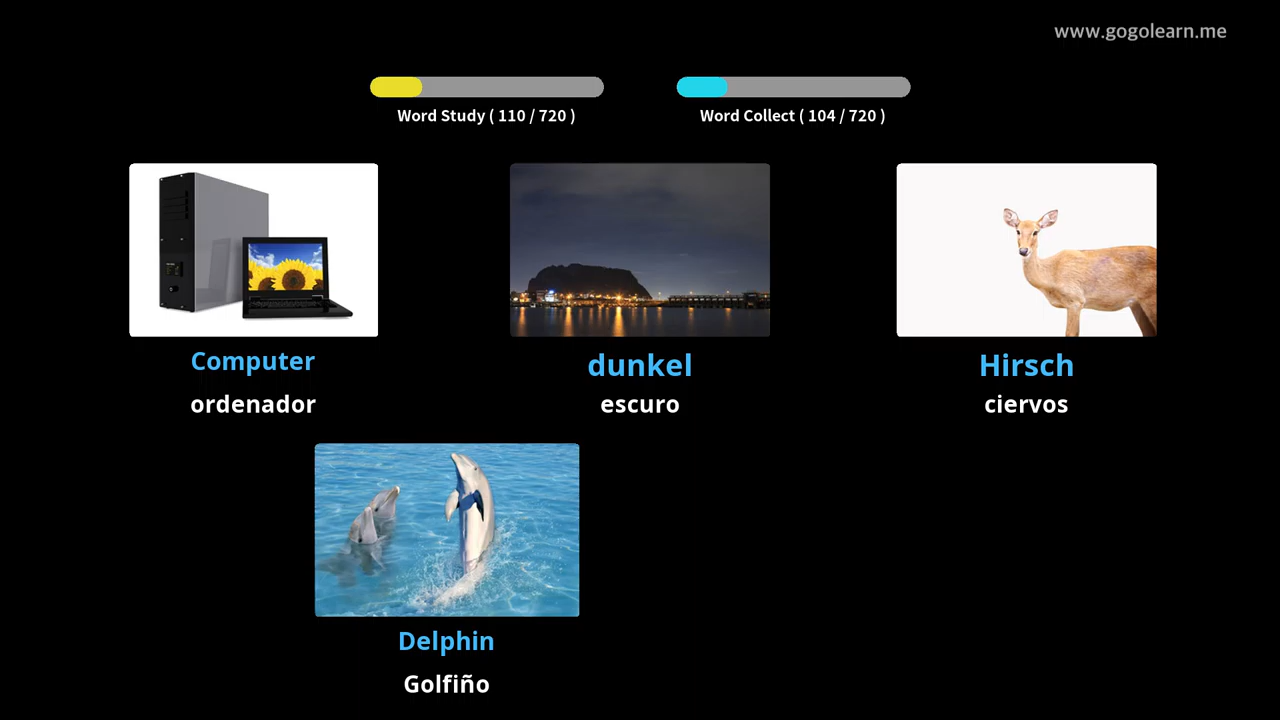 www.gogolearn.me
Word Study ( 110 / 720 )
Word Collect ( 104 / 720 )
Computer
ordenador
dunkel
escuro
Hirsch
ciervos
Delphin
Golfiño